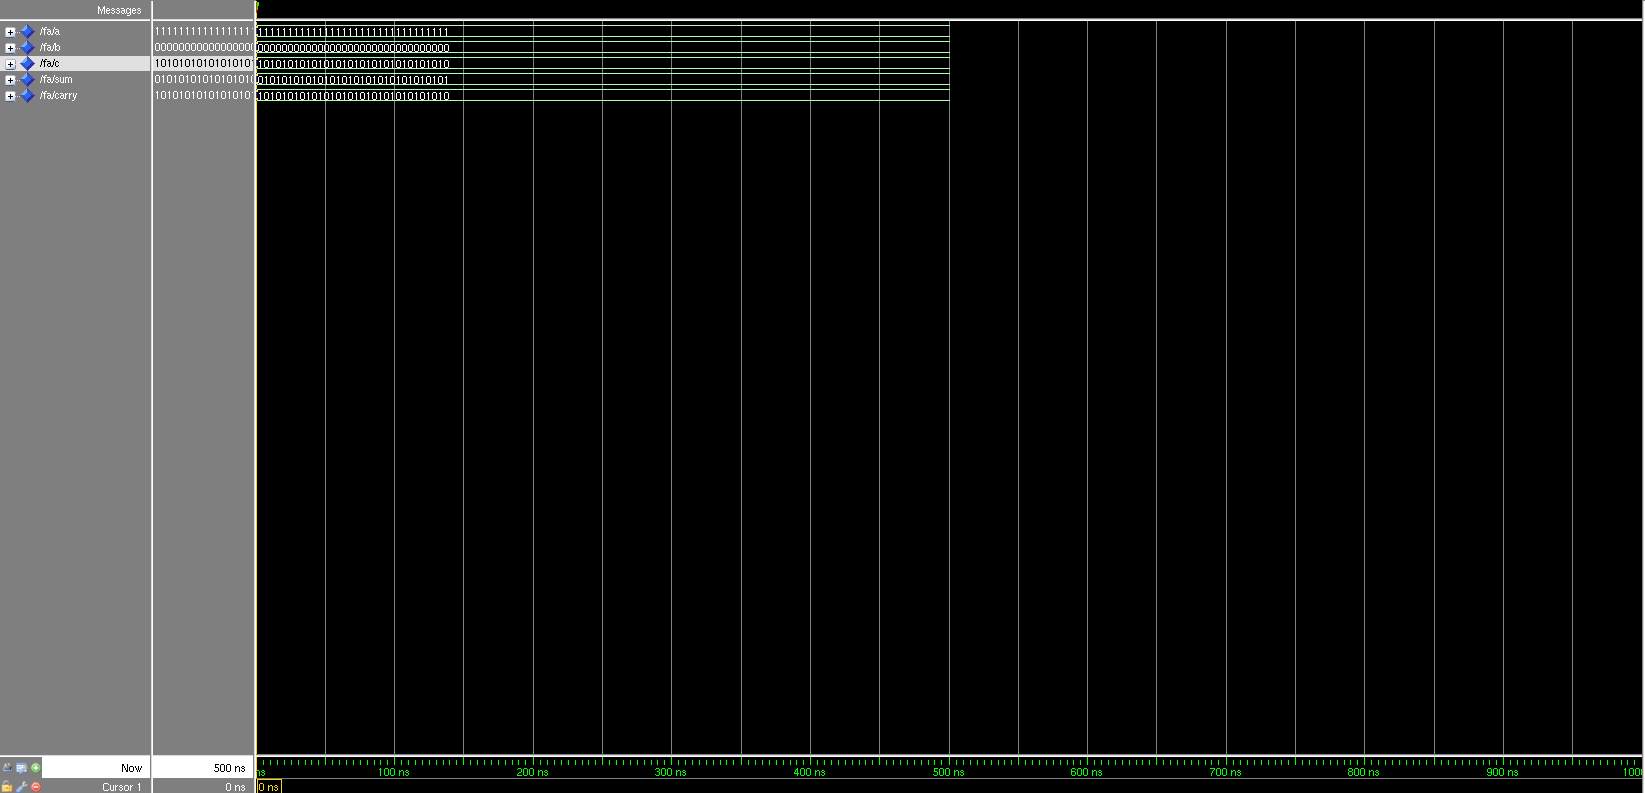 Messages
/fa/a 1111111111111111 11111111111111111111111111111111
/fa/b 0000000000000000 00000000000000000000000000000000
/fa/c 1010101010101010 10101010101010101010101010101010
/fa/sum 0101010101010101 01010101010101010101010101010101
/fa/carry 1010101010101010 10101010101010101010101010101010
Now 500 ns ns 100 ns 200 ns 300 ns 400 ns 500 ns 600 ns 700 ns 800 ns 900 ns 1000
Cursor 1 0 ns 0 ns